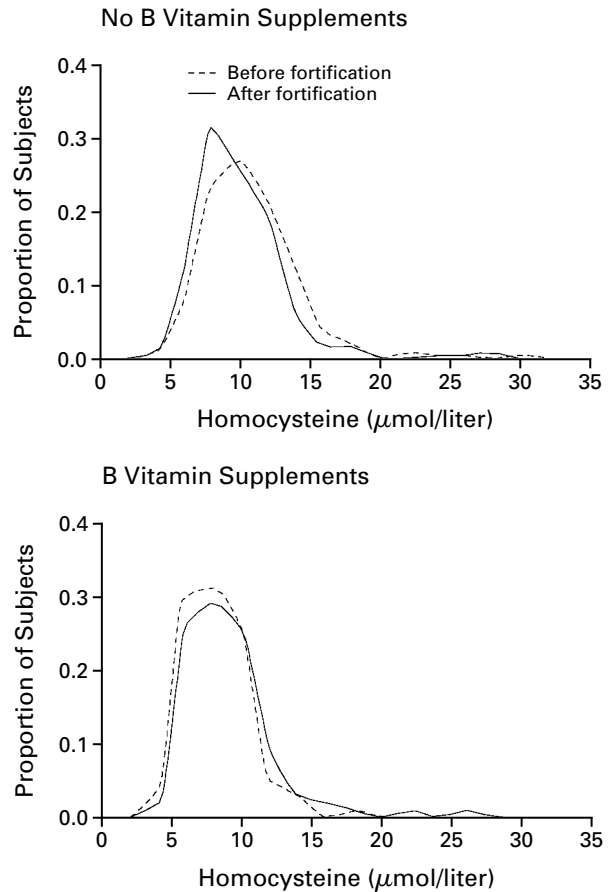 No B Vitamin Supplements
0.4
Before fortification
After fortification
0.3
0.2
0.1
0.0
Proportion of Subjects
0 5 10 15 20 25 30 35
Homocysteine (μmol/liter)
B Vitamin Supplements
0.4
0.3
0.2
0.1
0.0
Proportion of Subjects
0 5 10 15 20 25 30 35
Homocysteine (μmol/liter)